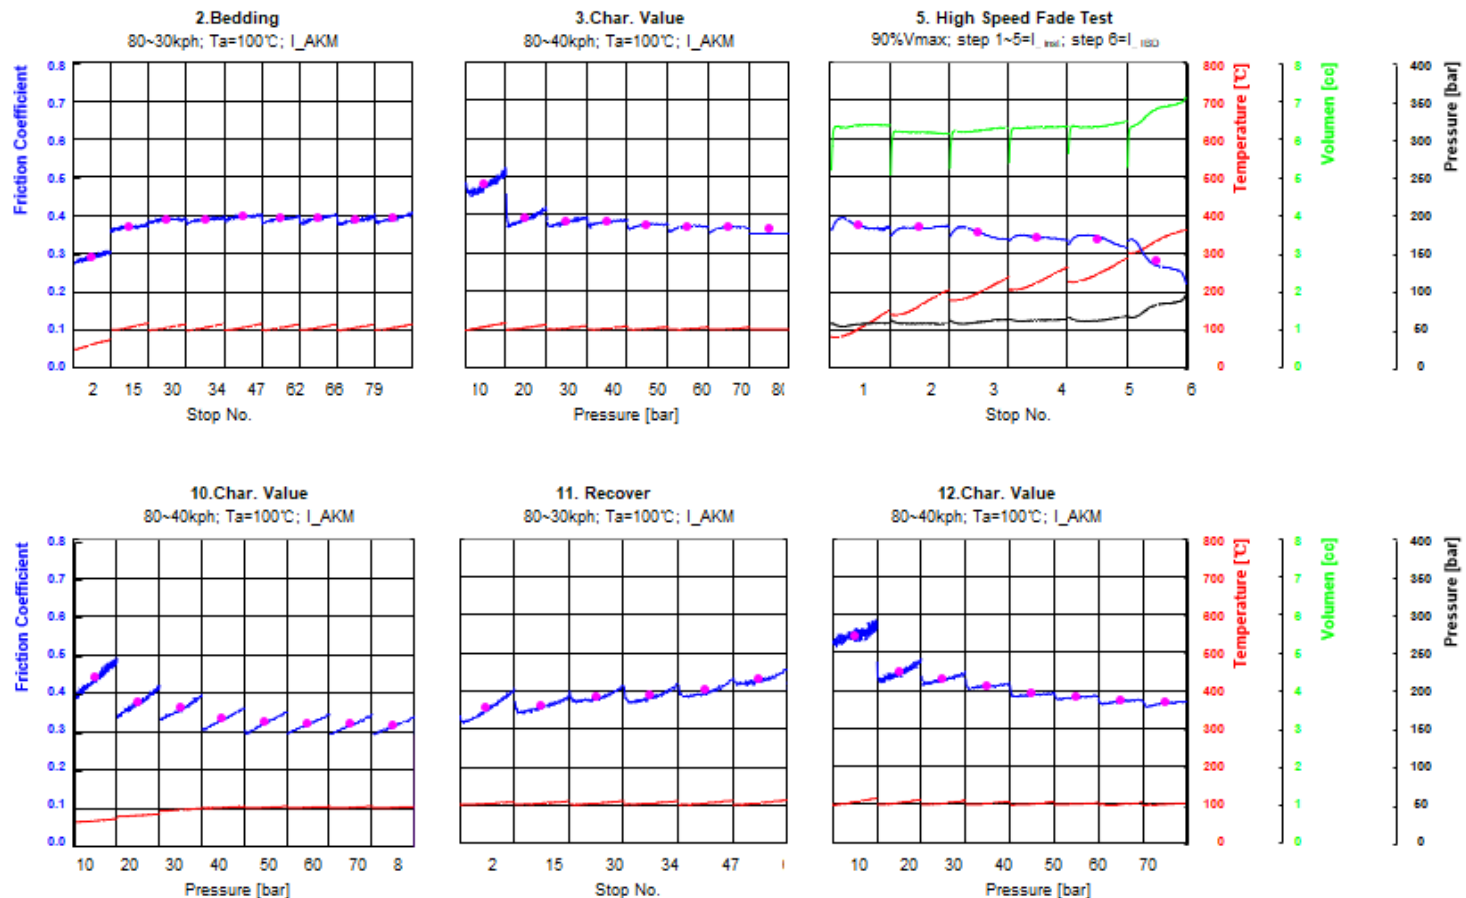 2.Bedding
80~30kph; Ta=100℃; I_AKM
3.Char. Value
80~40kph; Ta=100℃; I_AKM
5. High Speed Fade Test
90%Vmax; step 1~5=I_ ; step 6=I_
Friction Coefficient
0.8
0.7
0.6
0.5
0.4
0.3
0.2
0.1
0.0
2 15 30 34 47 62 66 79
Stop No.
10 20 30 40 50 60 70
Pressure [bar]
1 2 3 4 5 6
Stop No.
800
700
600
500
400
300
200
100
0
Temperature [℃]
8
7
6
5
4
3
2
1
0
Volumen [cc]
400
350
300
250
200
150
100
50
0
Pressure [bar]
10.Char. Value
80~40kph; Ta=100℃; I_AKM
11. Recover
80~30kph; Ta=100℃; I_AKM
12.Char. Value
80~40kph; Ta=100℃; I_AKM
Friction Coefficient
0.8
0.7
0.6
0.5
0.4
0.3
0.2
0.1
0.0
10 20 30 40 50 60 70 8
Pressure [bar]
2 15 30 34 47
Stop No.
10 20 30 40 50 60 70
Pressure [bar]
800
700
600
500
400
300
200
100
0
Temperature [℃]
8
7
6
5
4
3
2
1
0
Volumen [cc]
400
350
300
250
200
150
100
50
0
Pressure [bar]